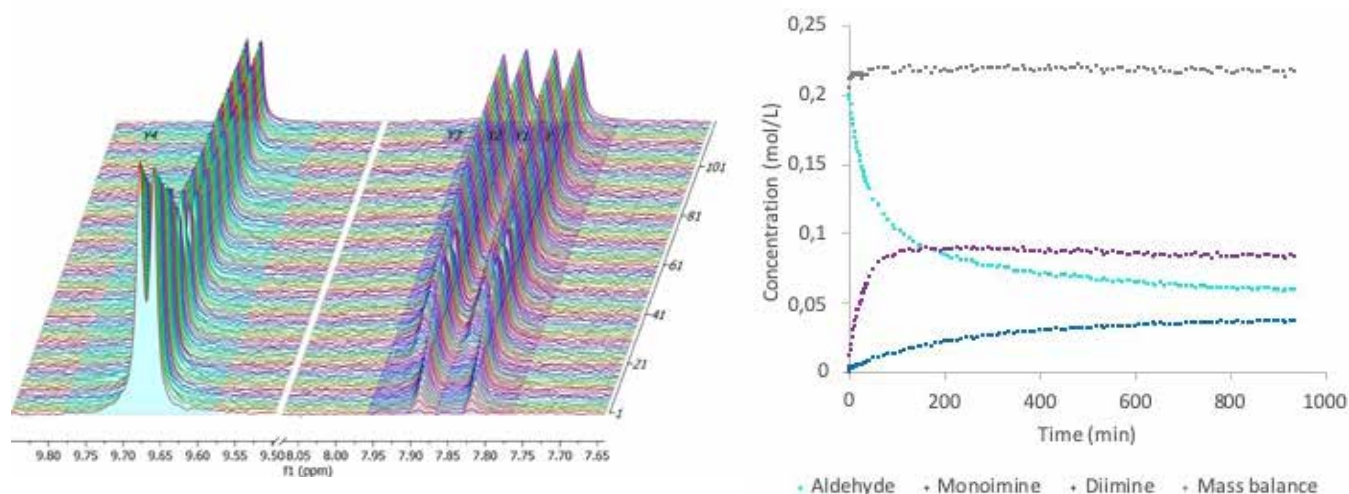 Y4
Y3 Y2 Y1 Y
101
81
61
41
21
1
9.80 9.75 9.70 9.65 9.60 9.55 9.50 8.05 8.00 7.95 7.90 7.85 7.80 7.75 7.70 7.65
f1 (ppm)
0,25
0,2
0,15
0,1
0,05
0
Concentration (mol/L)
0 200 400 600 800 1000
Time (min)
Aldehyde Monoimine Diimine Mass balance